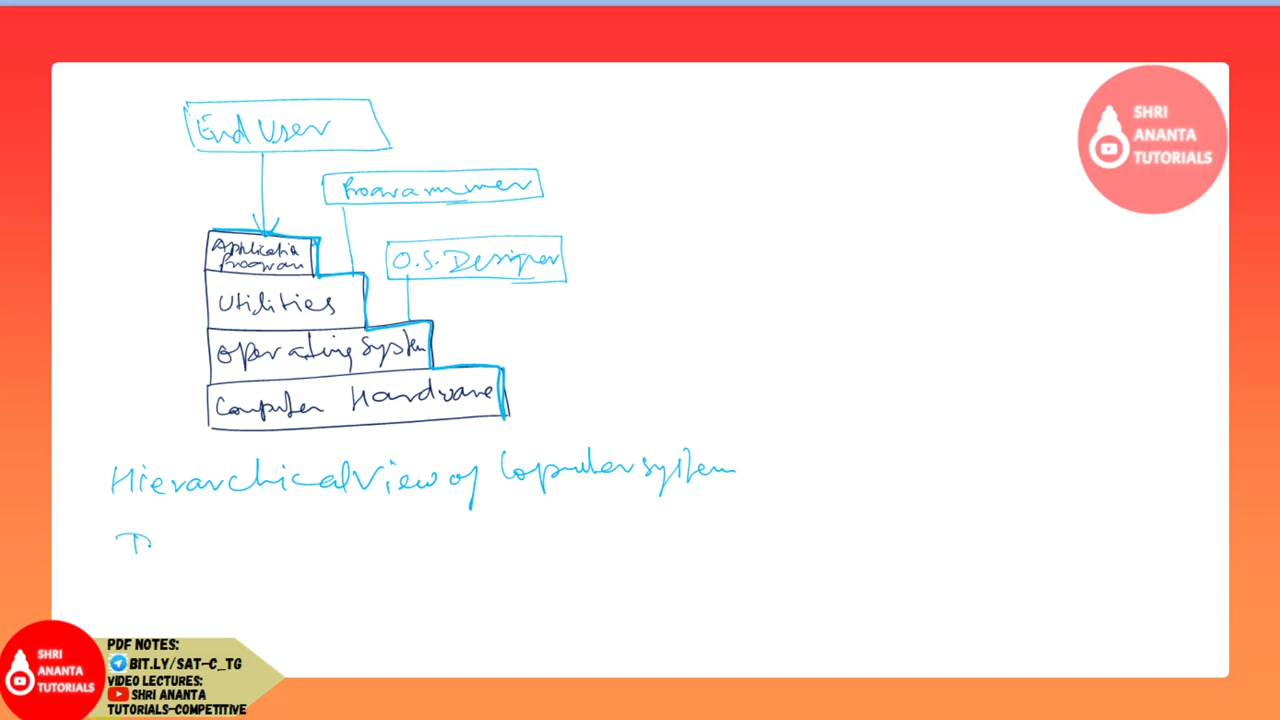 SHRI
ANANTA
TUTORIALS
End User
Programmer
O.S. Designer
Application
Program
Utilities
Operating System
Computer Hardware
Hierarchical View of Coputer system
PDF NOTES:
BIT.LY/SAT-C_TG
VIDEO LECTURES:
SHRI ANANTA
TUTORIALS-COMPETITIVE
SHRI
ANANTA
TUTORIALS